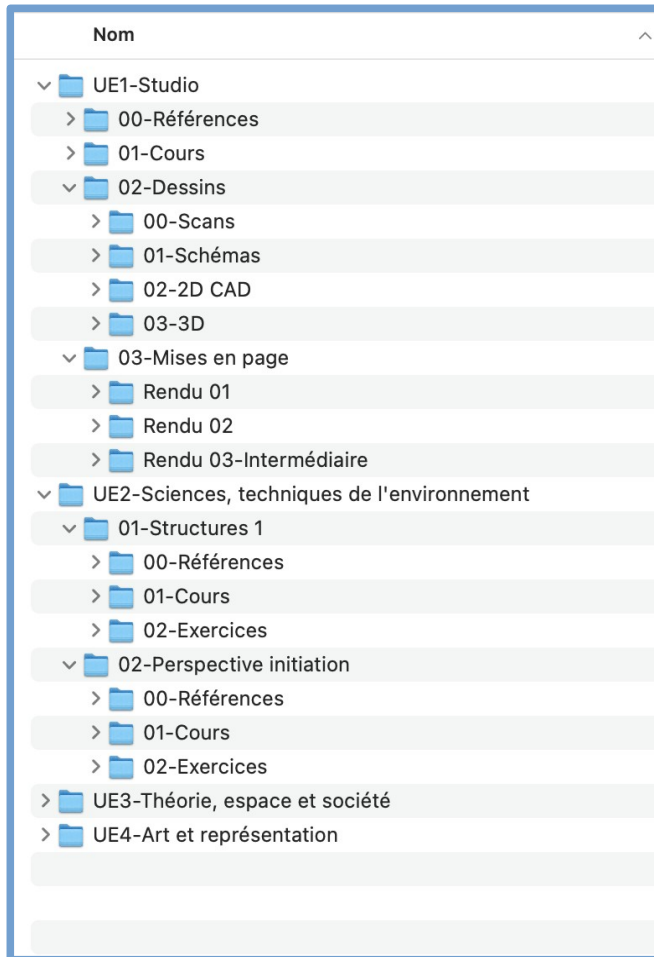 Nom
UE1-Studio
00-Références
01-Cours
02-Dessins
00-Scans
01-Schémas
02-2D CAD
03-3D
03-Mises en page
Rendu 01
Rendu 02
Rendu 03-Intermédiaire
UE2-Sciences, techniques de l'environnement
01-Structures 1
00-Références
01-Cours
02-Exercices
02-Perspective initiation
00-Références
01-Cours
02-Exercices
UE3-Théorie, espace et société
UE4-Art et représentation